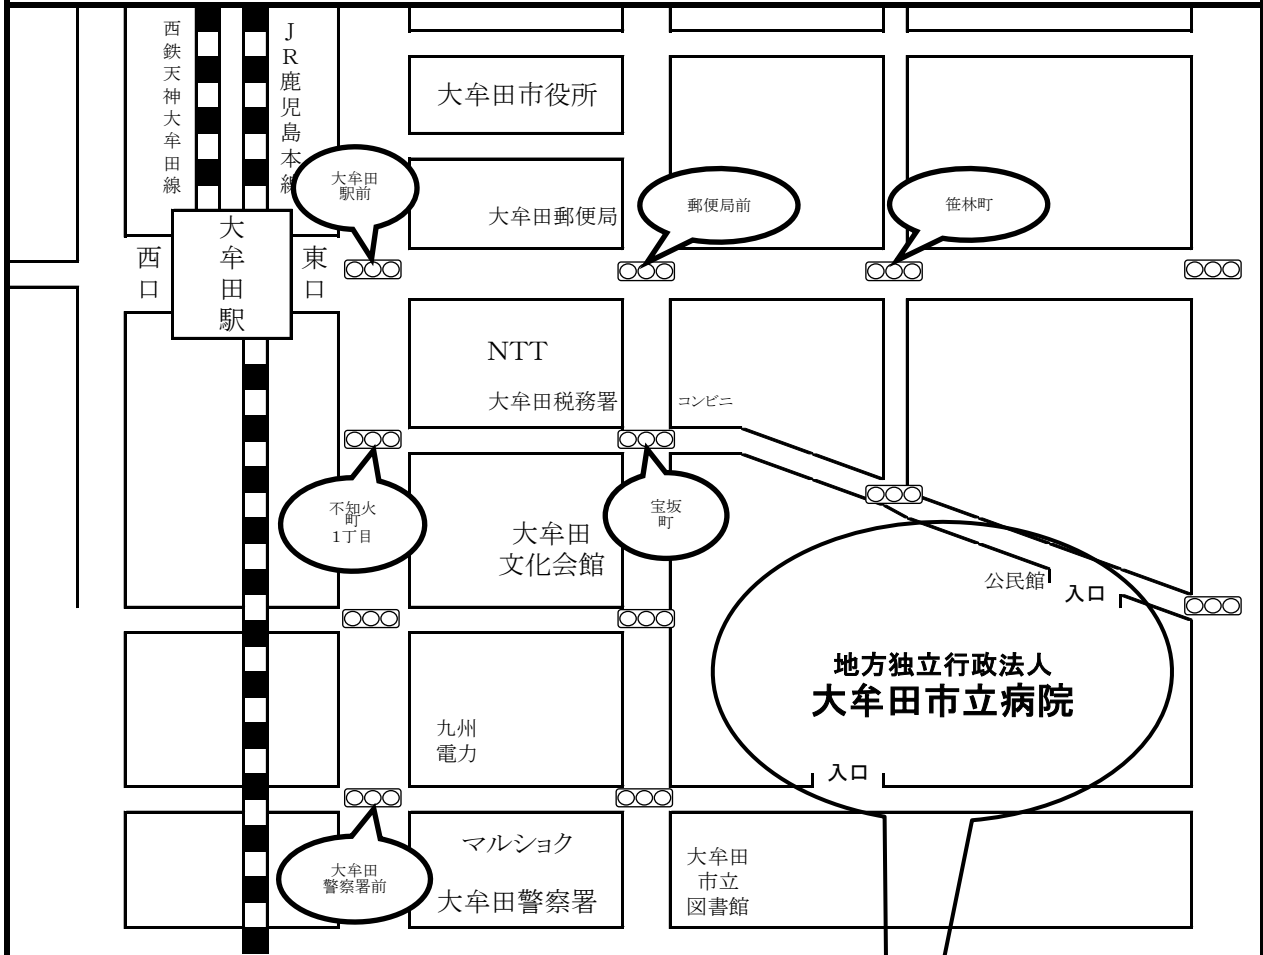 西鉄天神大牟田線
JR鹿児島本線
大牟田市役所
大牟田
駅前
大牟田郵便局
郵便局前
笹林町
西口
大牟田駅
東口
NTT
大牟田税務署
コンビニ
不知火
町
1丁目
宝坂
町
大牟田
文化会館
公民館
入口
地方独立行政法人
大牟田市立病院
九州
電力
入口
マルショク
大牟田警察署
大牟田
警察署前
大牟田
市立
図書館